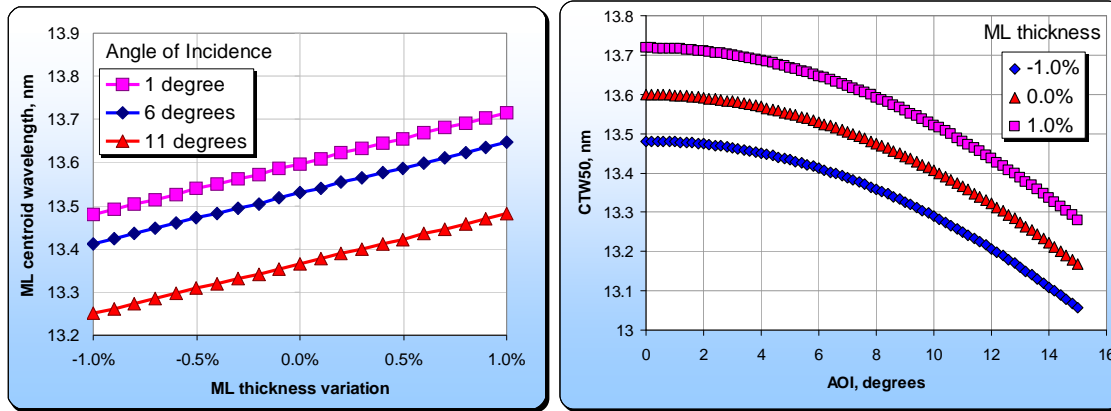 13.9
13.8
13.7
13.6
13.5
13.4
13.3
13.2
ML centroid wavelength, nm
Angle of Incidence
1 degree
6 degrees
11 degrees
-1.0% -0.5% 0.0% 0.5% 1.0%
ML thickness variation
13.8
13.7
13.6
13.5
13.4
13.3
13.2
13.1
13
CTW50, nm
ML thickness
-1.0%
0.0%
1.0%
0 2 4 6 8 10 12 14 16
AOI, degrees